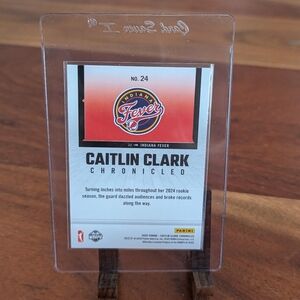 Card Saver II
NO. 24
INDIANA
Fever
INDIANA FEVER
CAITLIN CLARK
CHRONICLED
Turning inches into miles throughout her 2024 rookie
season, the guard dazzled audiences and broke records
along the way.
PANINI